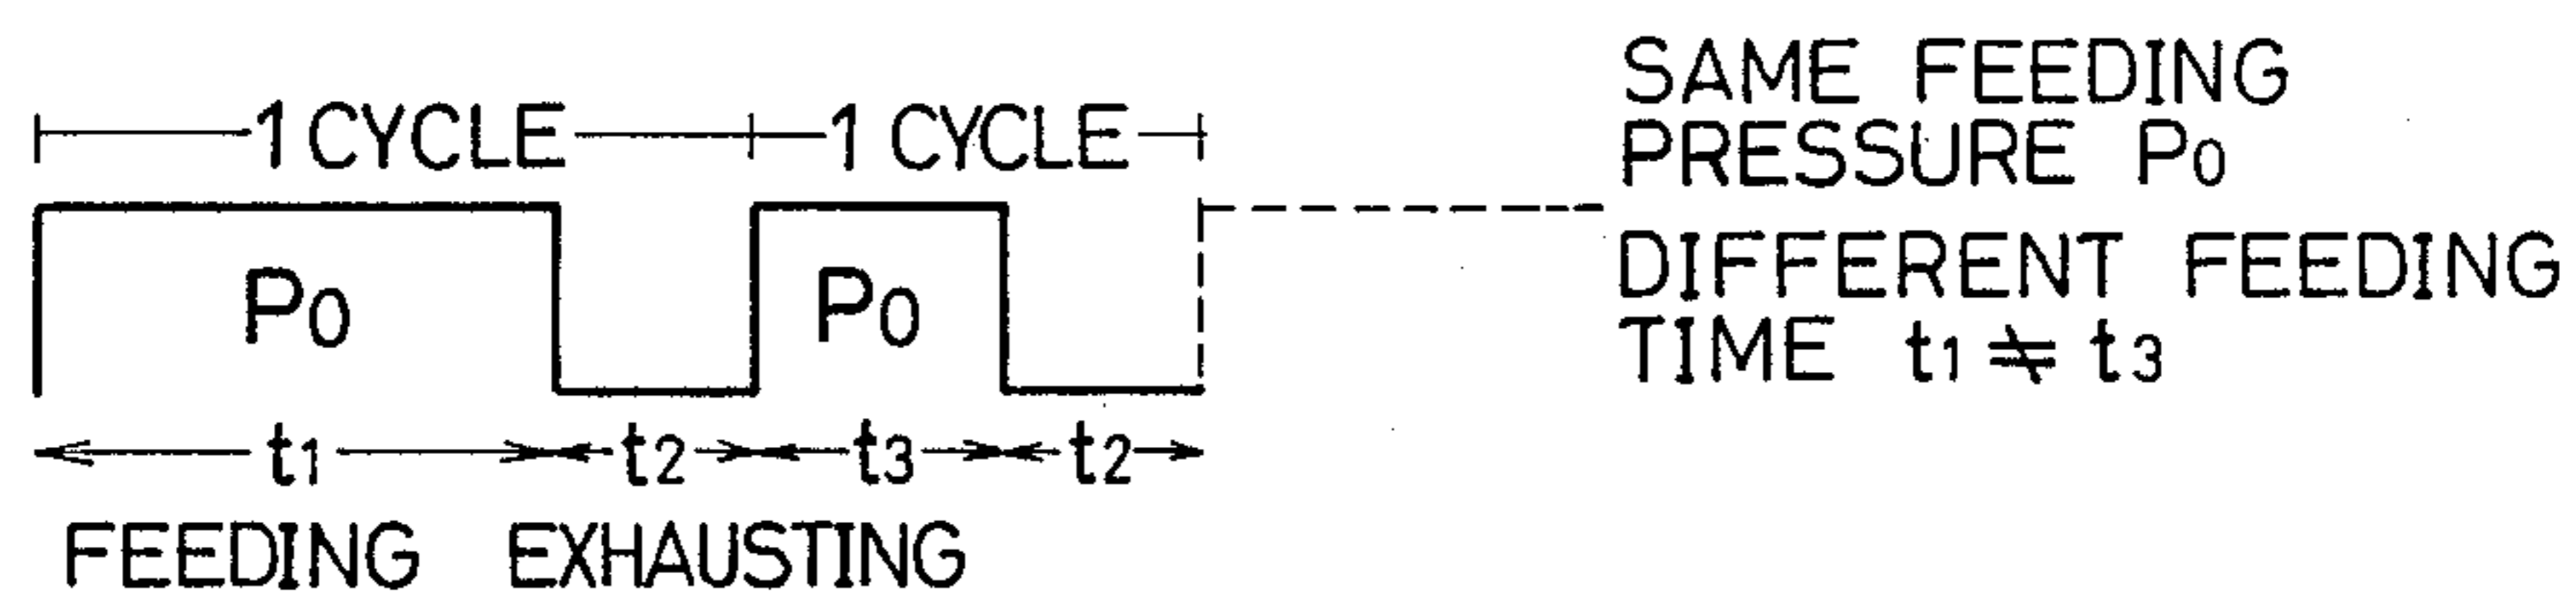 1 CYCLE 1 CYCLE
P0 P0
t1 t2 t3 t2
FEEDING EXHAUSTING
SAME FEEDING
PRESSURE P0
DIFFERENT FEEDING
TIME t1 ≠ t3